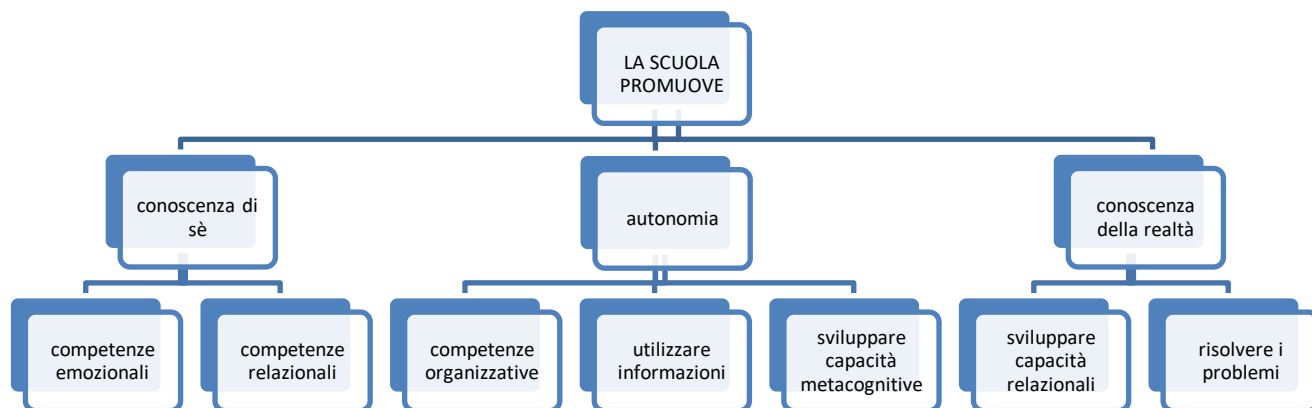 LA SCUOLA
PROMUOVE
conoscenza di
sè
autonomia
conoscenza
della realtà
competenze
emozionali
competenze
relazionali
competenze
organizzative
utilizzare
informazioni
sviluppare
capacità
metacognitive
sviluppare
capacità
relazionali
risolvere i
problemi